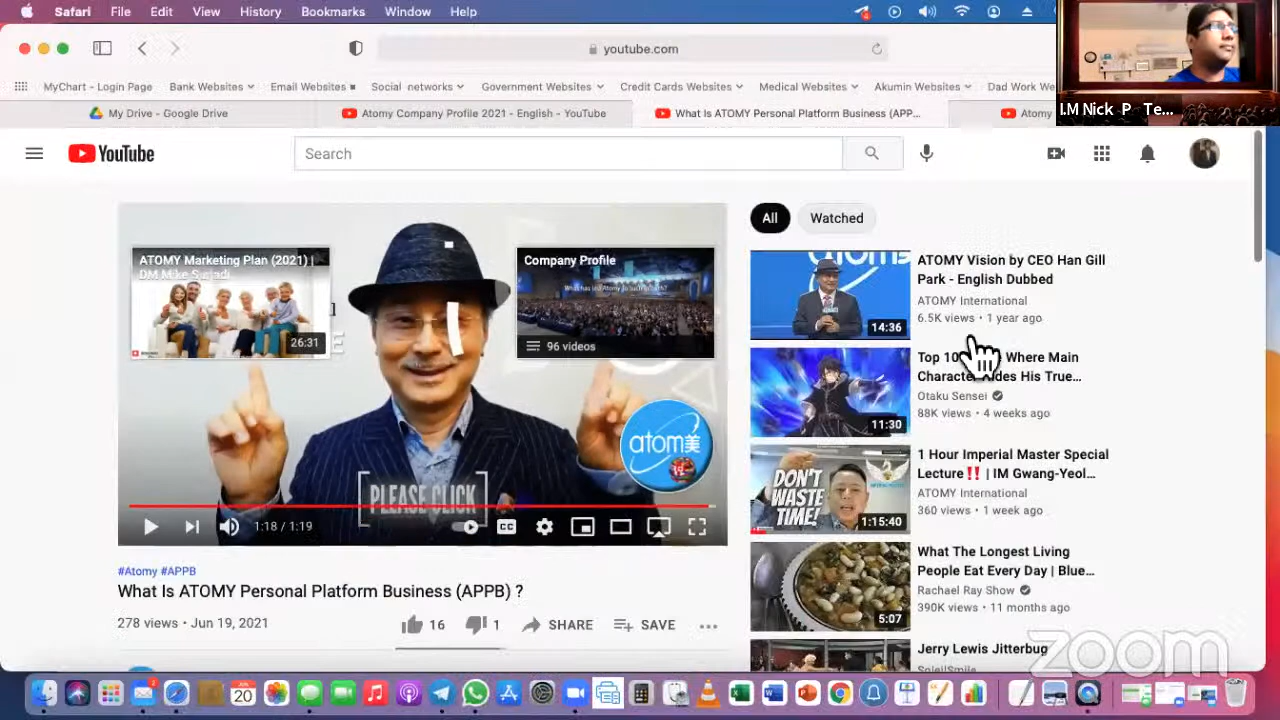 Safari File Edit View History Bookmarks Window Help
youtube.com
MyChart - Login Page Bank Websites Email Websites Social networks Government Websites Credit Cards Websites Medical Websites Akumin Websites Dad Work We
My Drive - Google Drive
Atomy Company Profile 2021 - English - YouTube
What Is ATOMY Personal Platform Business (APP...
Atomy
I.M Nick P Te...
YouTube
Search
All
Watched
ATOMY Marketing Plan (2021) |
DM Mike Surjadi
26:31
Company Profile
96 videos
atom美
PLEASE CLICK
1:18 / 1:19
CC
#Atomy #APPB
What Is ATOMY Personal Platform Business (APPB) ?
278 views • Jun 19, 2021
16
1
SHARE
SAVE
14:36
ATOMY Vision by CEO Han Gill
Park - English Dubbed
ATOMY International
6.5K views • 1 year ago
11:30
Top 10 Where Main
Character His True...
Otaku Sensei
88K views • 4 weeks ago
DON'T
WASTE
TIME!
1:15:40
1 Hour Imperial Master Special
Lecture‼️ | IM Gwang-Yeol...
ATOMY International
360 views • 1 week ago
5:07
What The Longest Living
People Eat Every Day | Blue...
Rachael Ray Show
390K views • 11 months ago
Jerry Lewis Jitterbug
zoom
20